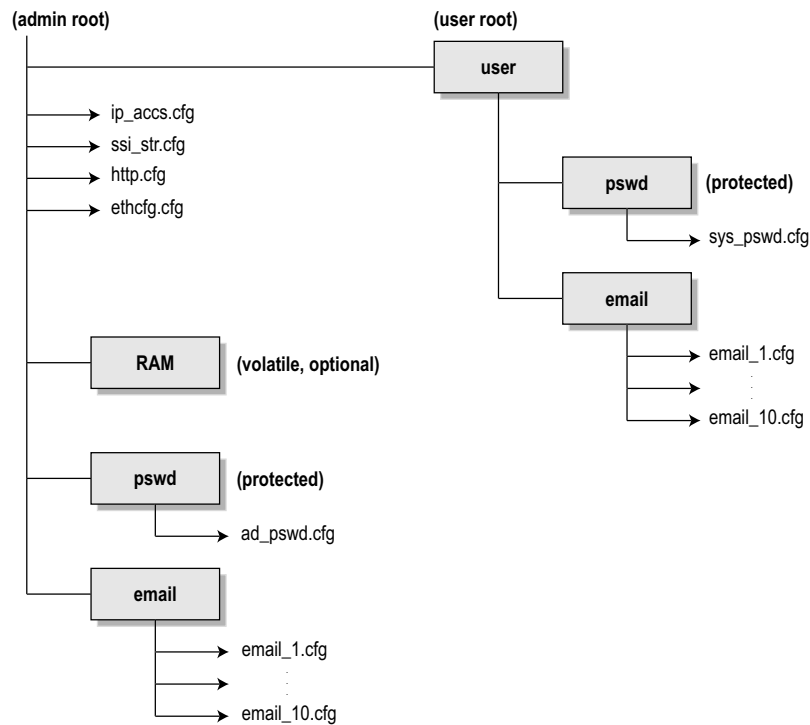 (admin root)
(user root)
user
ip_accs.cfg
ssi_str.cfg
http.cfg
ethcfg.cfg
pswd
(protected)
sys_pswd.cfg
email
email_1.cfg
email_10.cfg
RAM
(volatile, optional)
pswd
(protected)
ad_pswd.cfg
email
email_1.cfg
email_10.cfg